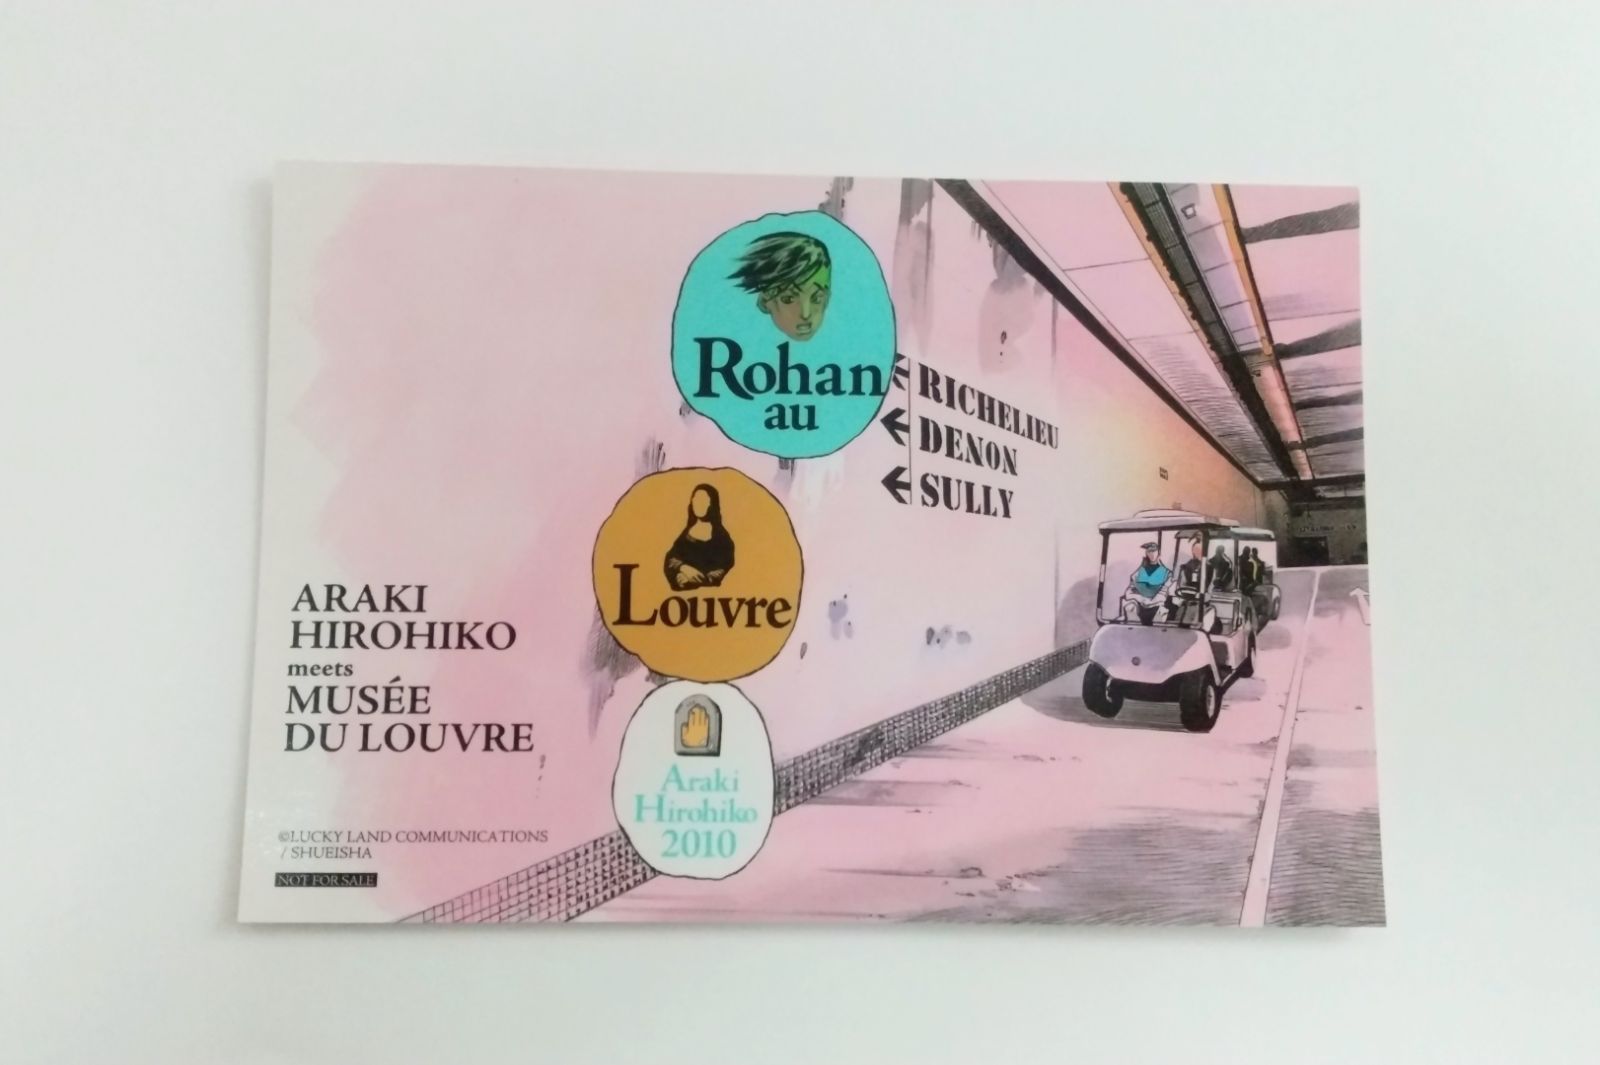 Rohan
au
RICHELIEU
DENON
SULLY
Louvre
ARAKI
HIROHIKO
meets
MUSÉE
DU LOUVRE
Araki
Hirohiko
2010
©LUCKY LAND COMMUNICATIONS
/ SHUEISHA
NOT FOR SALE